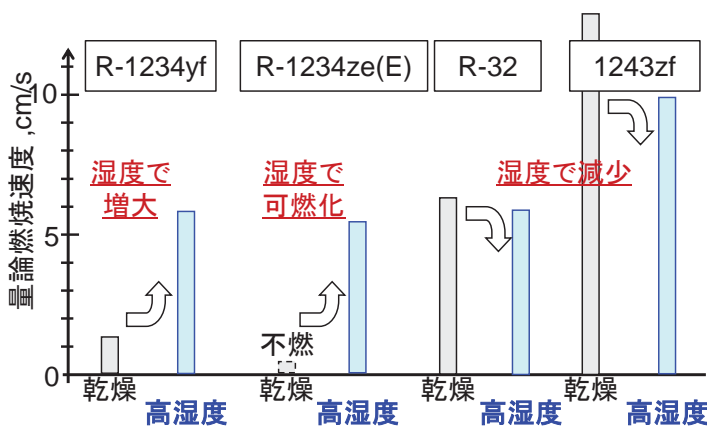 R-1234yf
R-1234ze(E)
R-32
1243zf
量論燃焼速度 ,cm/s
10
5
0
湿度で
増大
湿度で
可燃化
湿度で減少
不燃
乾燥
高湿度
乾燥
高湿度
乾燥
高湿度
乾燥
高湿度